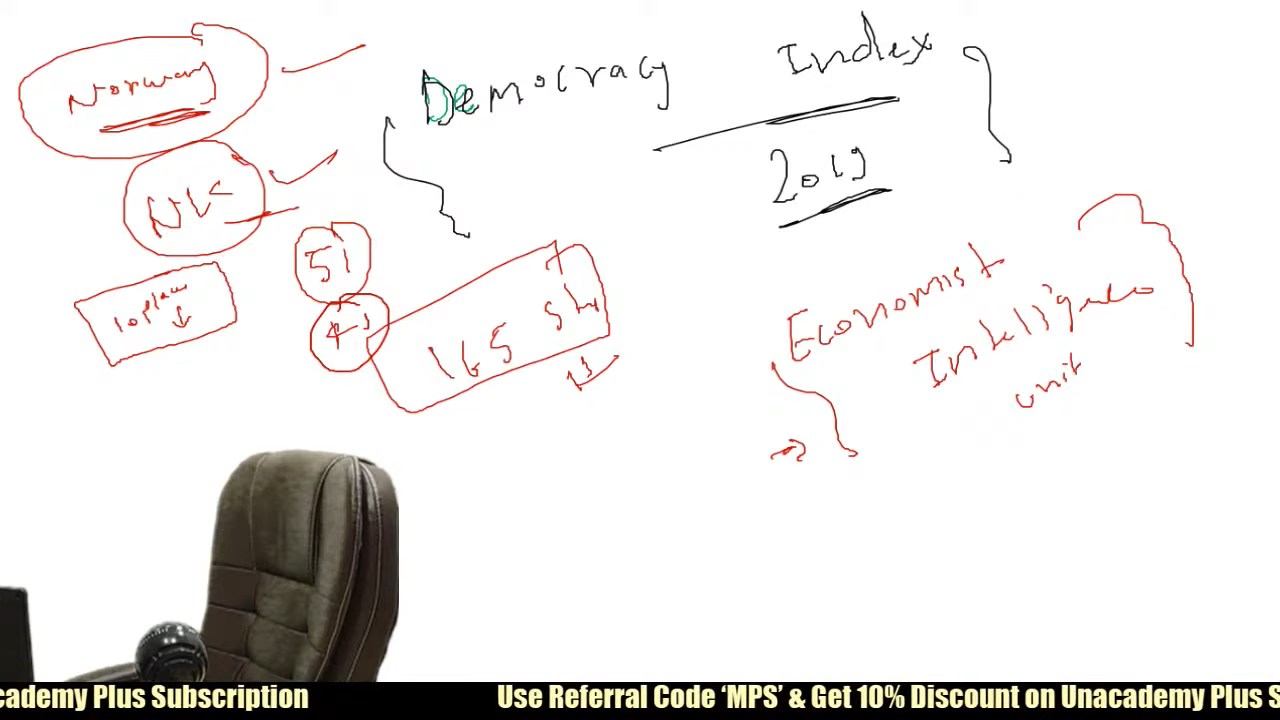 Norway
Democracy Index
2019
NK
51
165
Economist
Intelligence
unit
academy Plus Subscription
Use Referral Code ‘MPS’ & Get 10% Discount on Unacademy Plus S